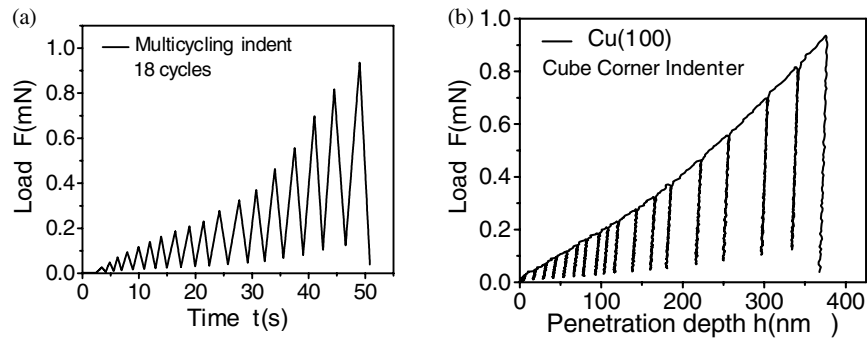 (a)
Multicycling indent
18 cycles
Load F(mN)
1.0
0.8
0.6
0.4
0.2
0.0
0 10 20 30 40 50
Time t(s)
(b)
Cu(100)
Cube Corner Indenter
Load F(mN)
1.0
0.8
0.6
0.4
0.2
0.0
0 100 200 300 400
Penetration depth h(nm )